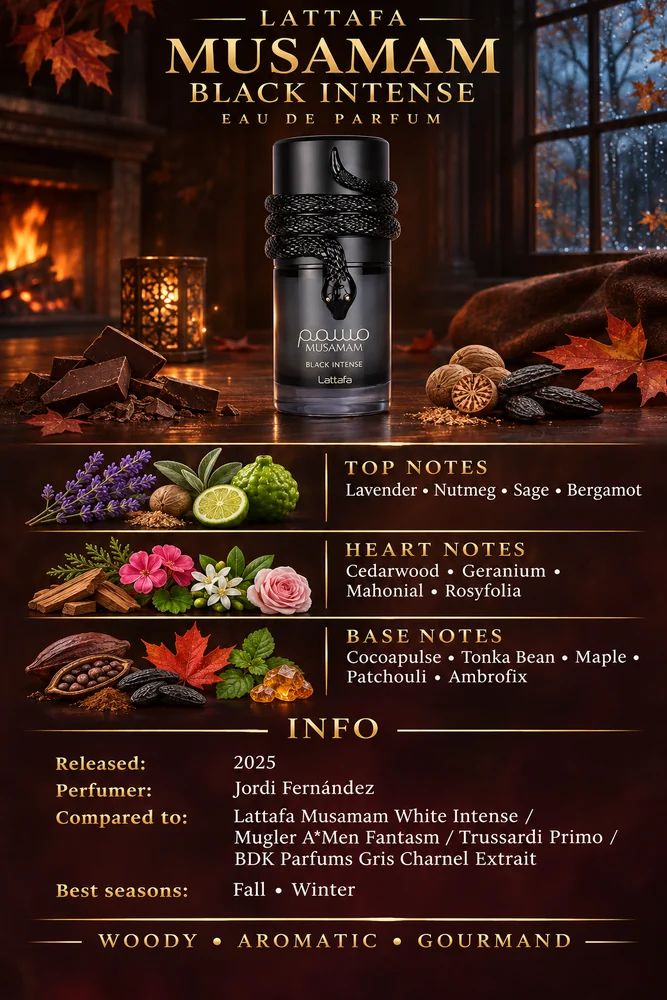 LATTAFA
MUSAMAM
BLACK INTENSE
EAU DE PARFUM
مسمم
MUSAMAM
BLACK INTENSE
Lattafa
TOP NOTES
Lavender • Nutmeg • Sage • Bergamot
HEART NOTES
Cedarwood • Geranium •
Mahonial • Rosyfolia
BASE NOTES
Cocoapulse • Tonka Bean • Maple •
Patchouli • Ambrofix
INFO
Released: 2025
Perfumer: Jordi Fernández
Compared to: Lattafa Musamam White Intense /
Mugler A*Men Fantasm / Trussardi Primo /
BDK Parfums Gris Charnel Extrait
Best seasons: Fall • Winter
WOODY • AROMATIC • GOURMAND